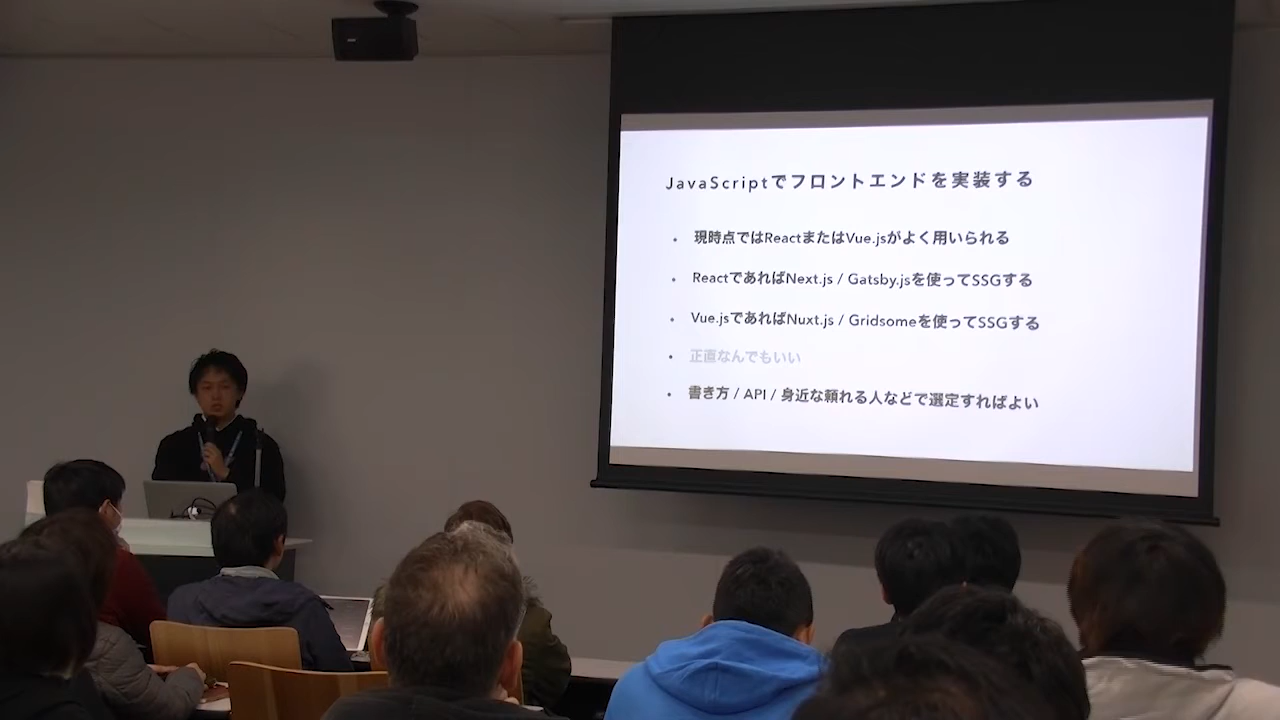 JavaScriptでフロントエンドを実装する
現時点ではReactまたはVue.jsがよく用いられる
ReactであればNext.js / Gatsby.jsを使ってSSGする
Vue.jsであればNuxt.js / Gridsomeを使ってSSGする
正直なんでもいい
書き方 / API / 身近な頼れる人などで選定すればよい